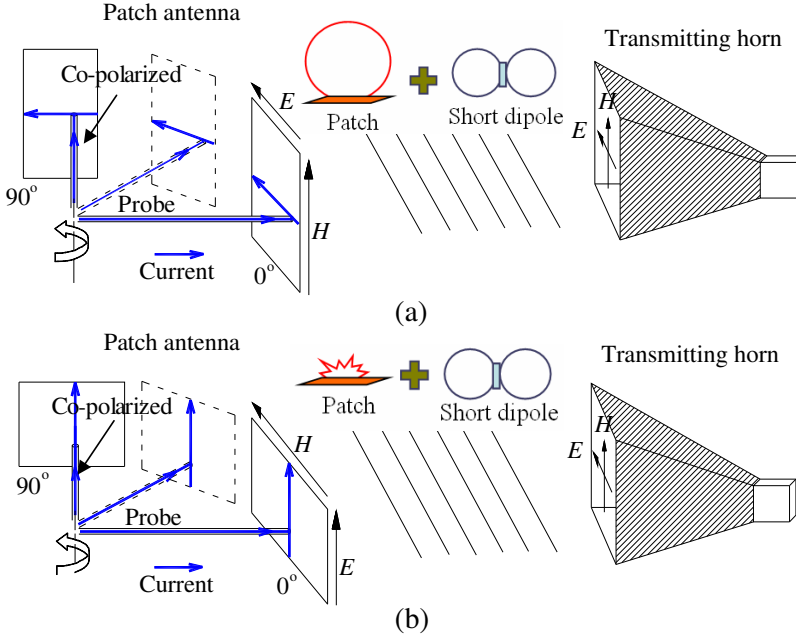 Patch antenna
Transmitting horn
Co-polarized
E
Patch
Short dipole
H
E
90°
Probe
H
Current
0°
(a)
Patch antenna
Transmitting horn
Co-polarized
Patch
Short dipole
H
H
E
90°
Probe
Current
0°
E
(b)